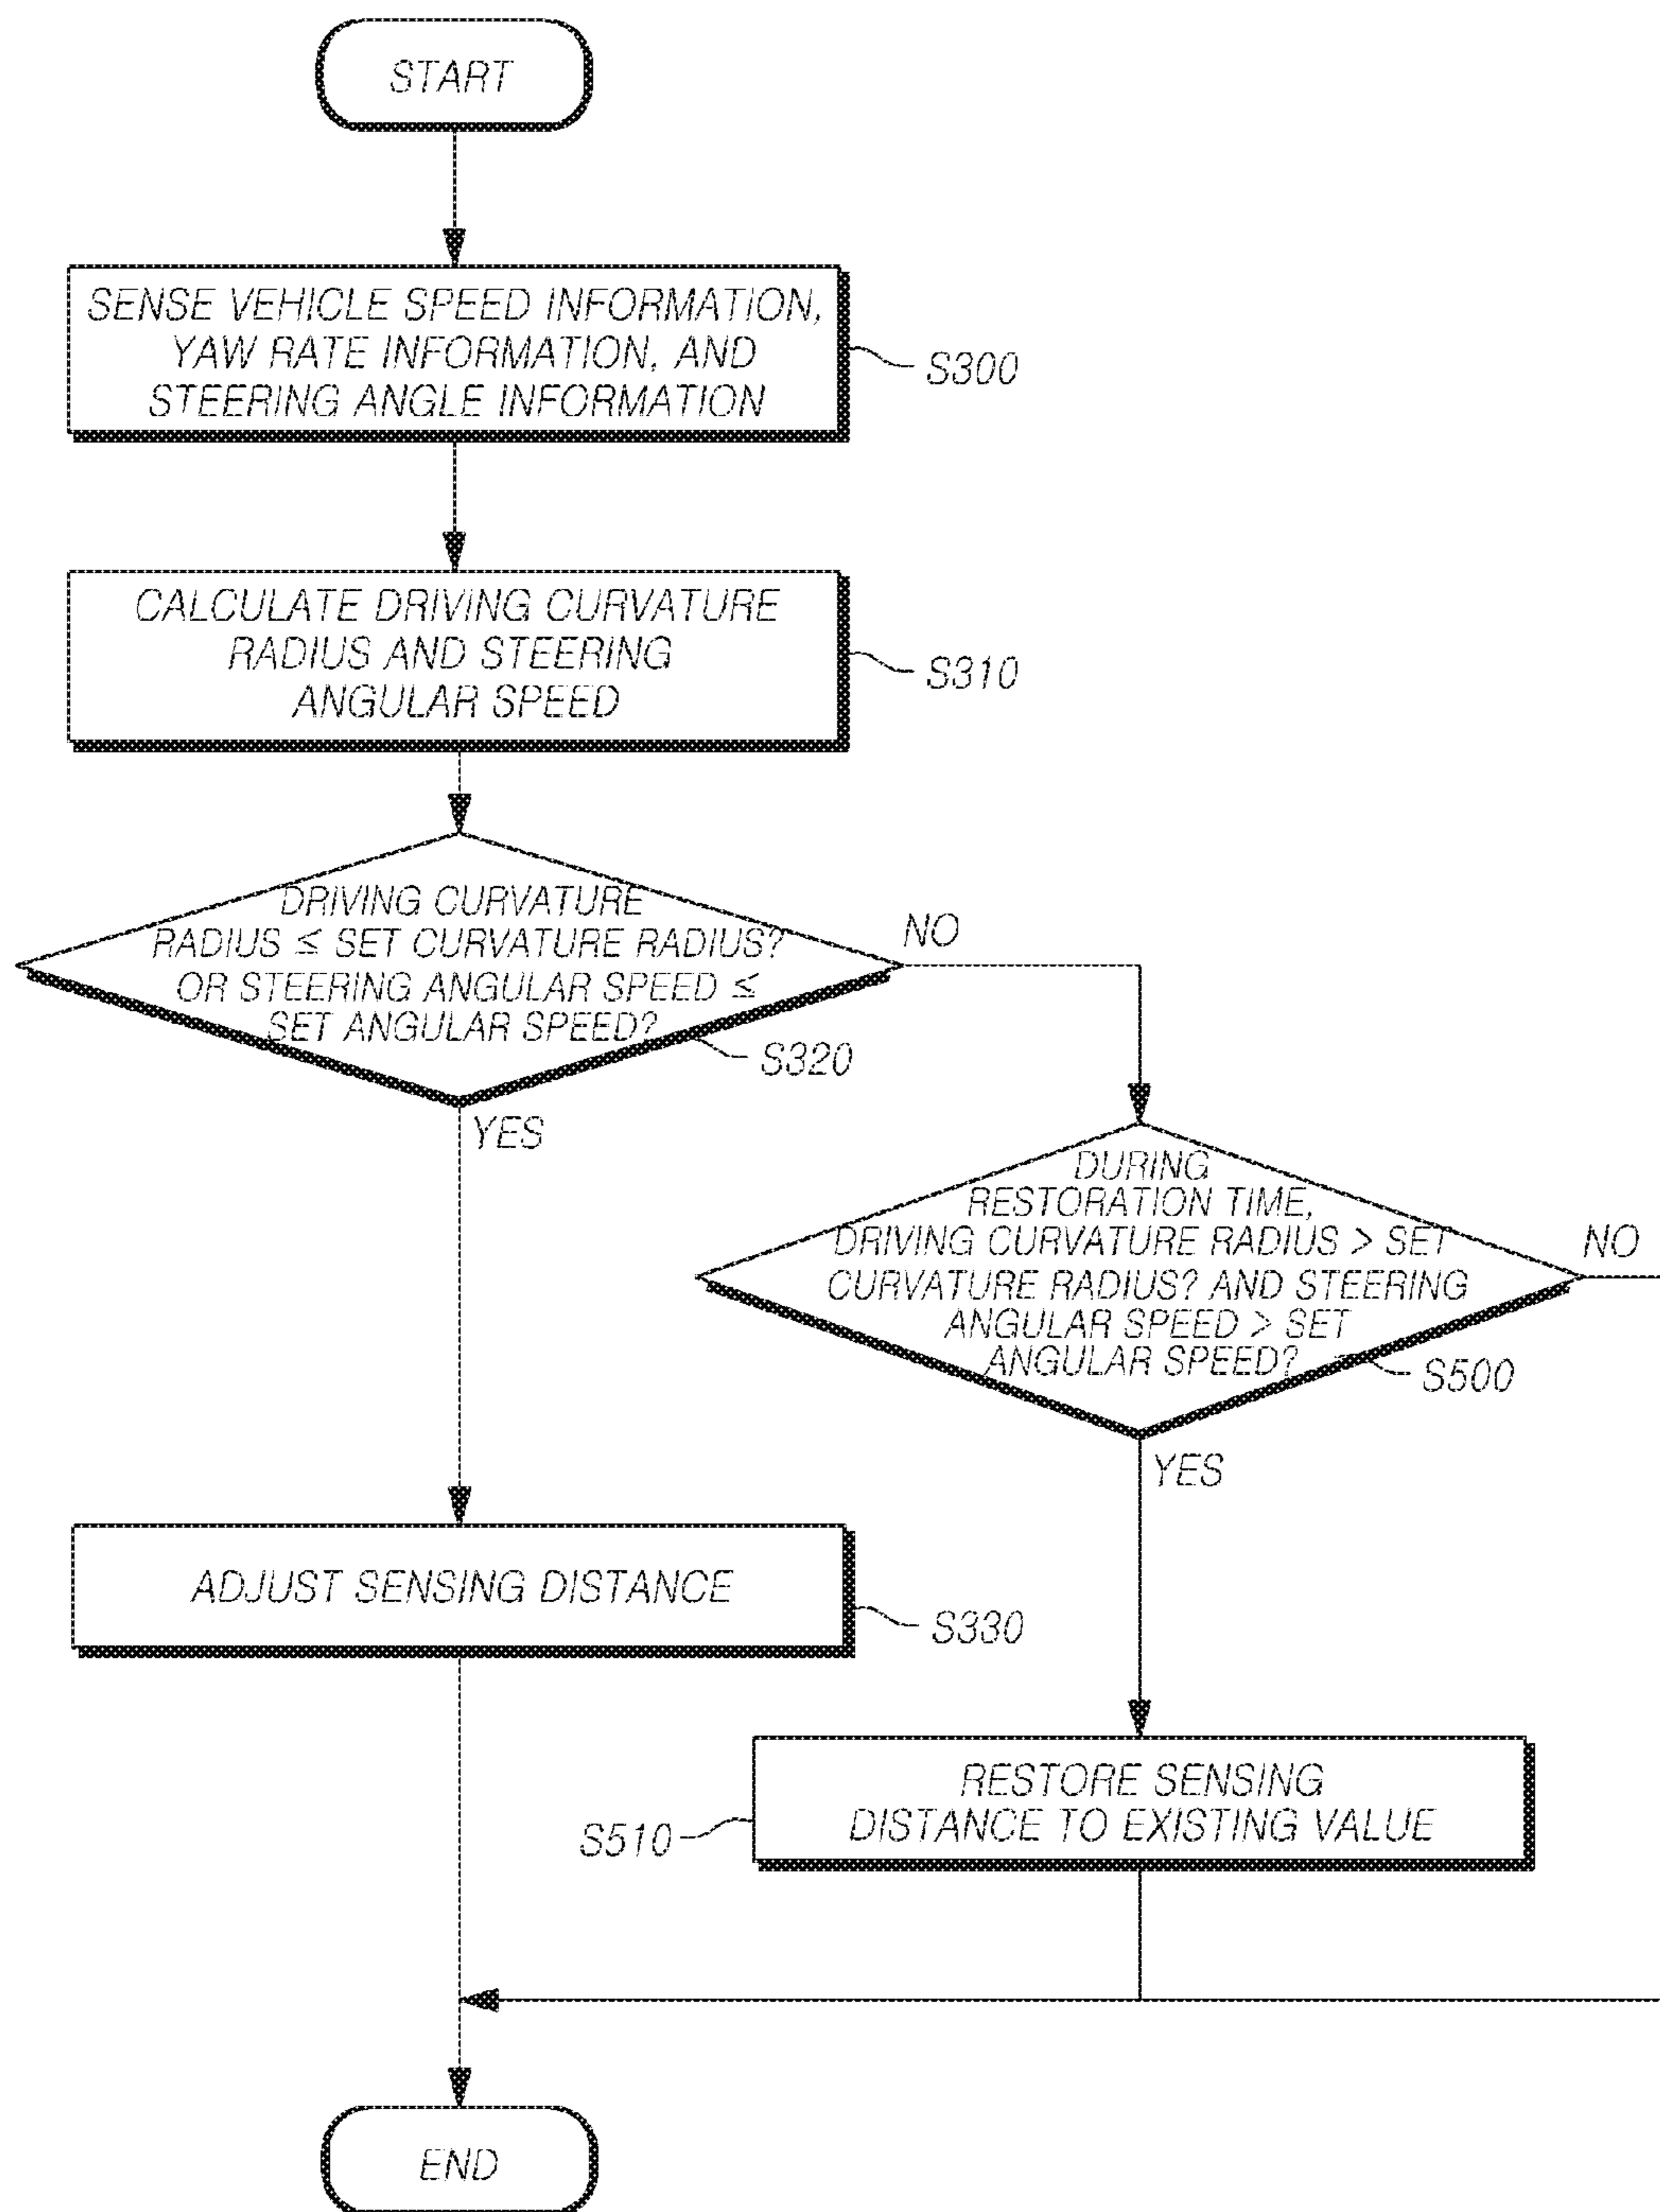 START
SENSE VEHICLE SPEED INFORMATION,
YAW RATE INFORMATION, AND
STEERING ANGLE INFORMATION
S300
CALCULATE DRIVING CURVATURE
RADIUS AND STEERING
ANGULAR SPEED
S310
DRIVING CURVATURE
RADIUS ≤ SET CURVATURE RADIUS?
OR STEERING ANGULAR SPEED ≤
SET ANGULAR SPEED?
S320
NO
YES
DURING
RESTORATION TIME,
DRIVING CURVATURE RADIUS > SET
CURVATURE RADIUS? AND STEERING
ANGULAR SPEED > SET
ANGULAR SPEED?
S500
NO
YES
ADJUST SENSING DISTANCE
S330
RESTORE SENSING
DISTANCE TO EXISTING VALUE
S510
END